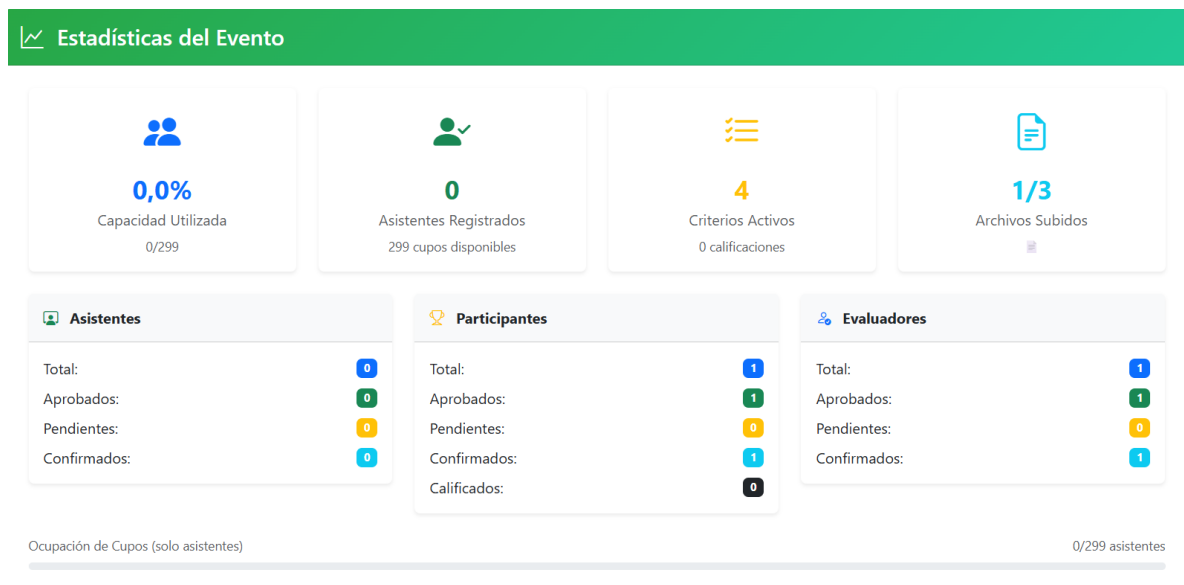 Estadísticas del Evento
0,0%
Capacidad Utilizada
0/299
0
Asistentes Registrados
299 cupos disponibles
4
Criterios Activos
0 calificaciones
1/3
Archivos Subidos
Asistentes
Total: 0
Aprobados: 0
Pendientes: 0
Confirmados: 0
Participantes
Total: 1
Aprobados: 1
Pendientes: 0
Confirmados: 1
Calificados: 0
Evaluadores
Total: 1
Aprobados: 1
Pendientes: 0
Confirmados: 1
Ocupación de Cupos (solo asistentes) 0/299 asistentes